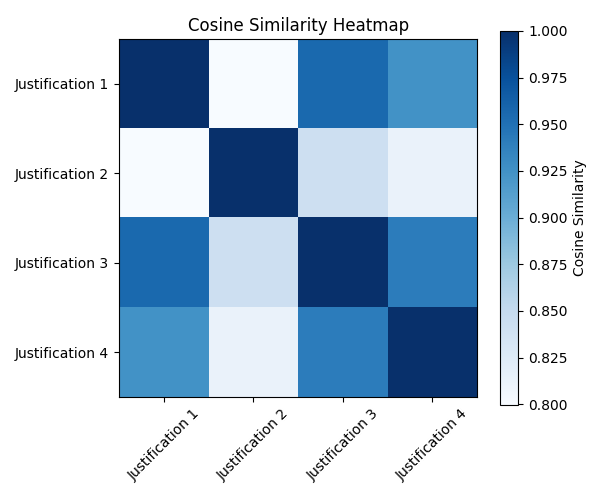 Cosine Similarity Heatmap
Justification 1
Justification 2
Justification 3
Justification 4
Justification 1
Justification 2
Justification 3
Justification 4
1.000
0.975
0.950
0.925
0.900
0.875
0.850
0.825
0.800
Cosine Similarity